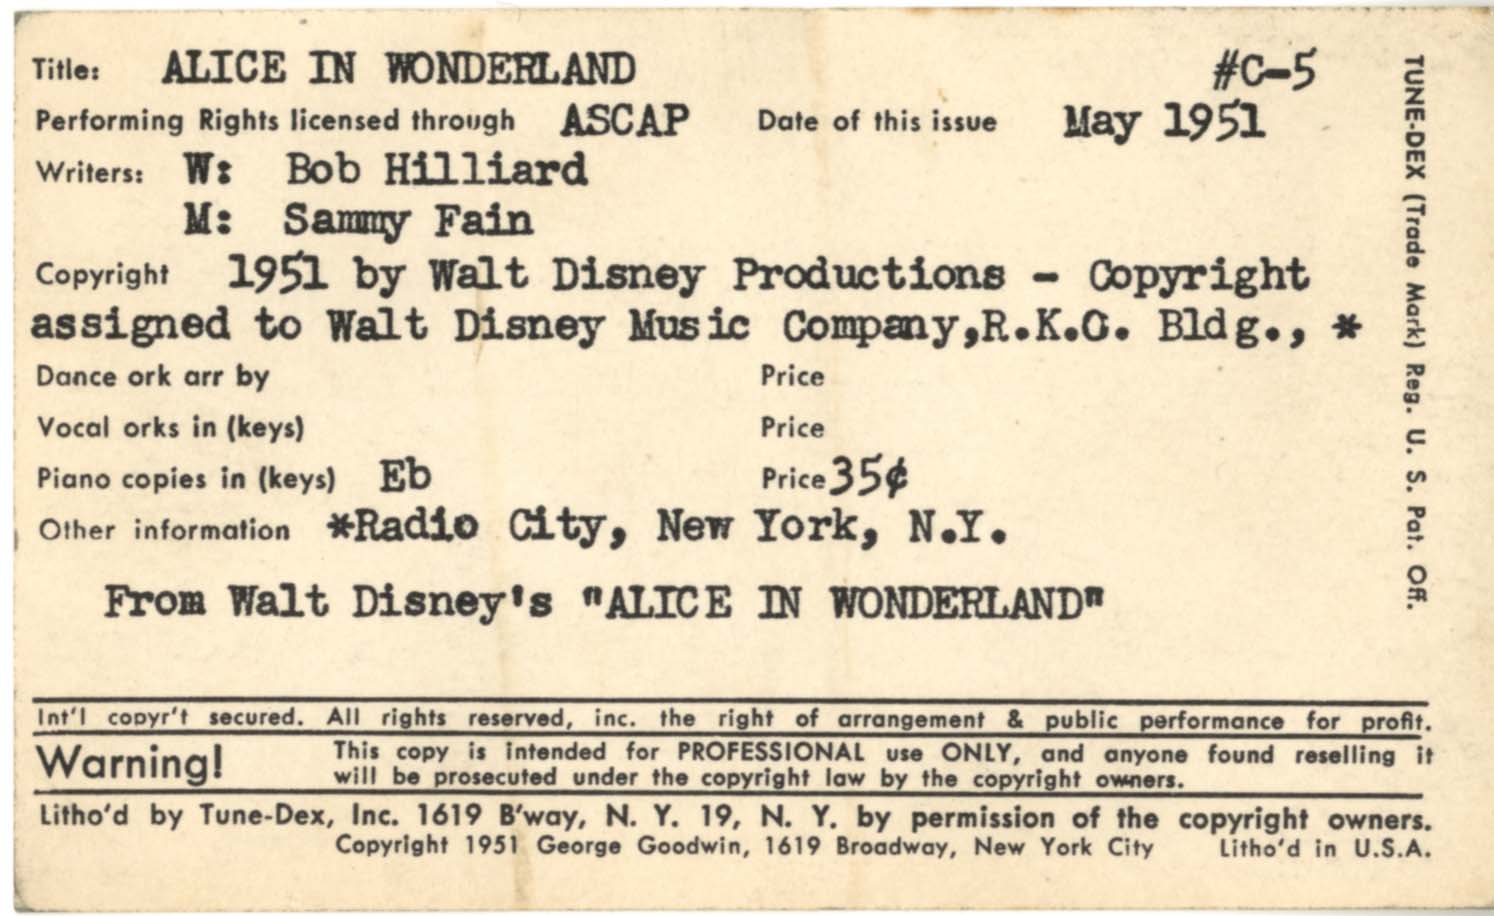 Title: ALICE IN WONDERLAND #C-5
Performing Rights licensed through ASCAP Date of this issue May 1951
Writers: W: Bob Hilliard
M: Sammy Fain
Copyright 1951 by Walt Disney Productions - Copyright
assigned to Walt Disney Music Company,R.K.O. Bldg., *
Dance ork arr by Price
Vocal orks in (keys) Price
Piano copies in (keys) Eb Price 35¢
Other information *Radio City, New York, N.Y.
From Walt Disney's "ALICE IN WONDERLAND"
Int'l copyr't secured. All rights reserved, inc. the right of arrangement & public performance for profit.
Warning! This copy is intended for PROFESSIONAL use ONLY, and anyone found reselling it
will be prosecuted under the copyright law by the copyright owners.
Litho'd by Tune-Dex, Inc. 1619 B'way, N. Y. 19, N. Y. by permission of the copyright owners.
Copyright 1951 George Goodwin, 1619 Broadway, New York City Litho'd in U.S.A.
TUNE-DEX (Trade Mark) Reg. U. S. Pat. Off.